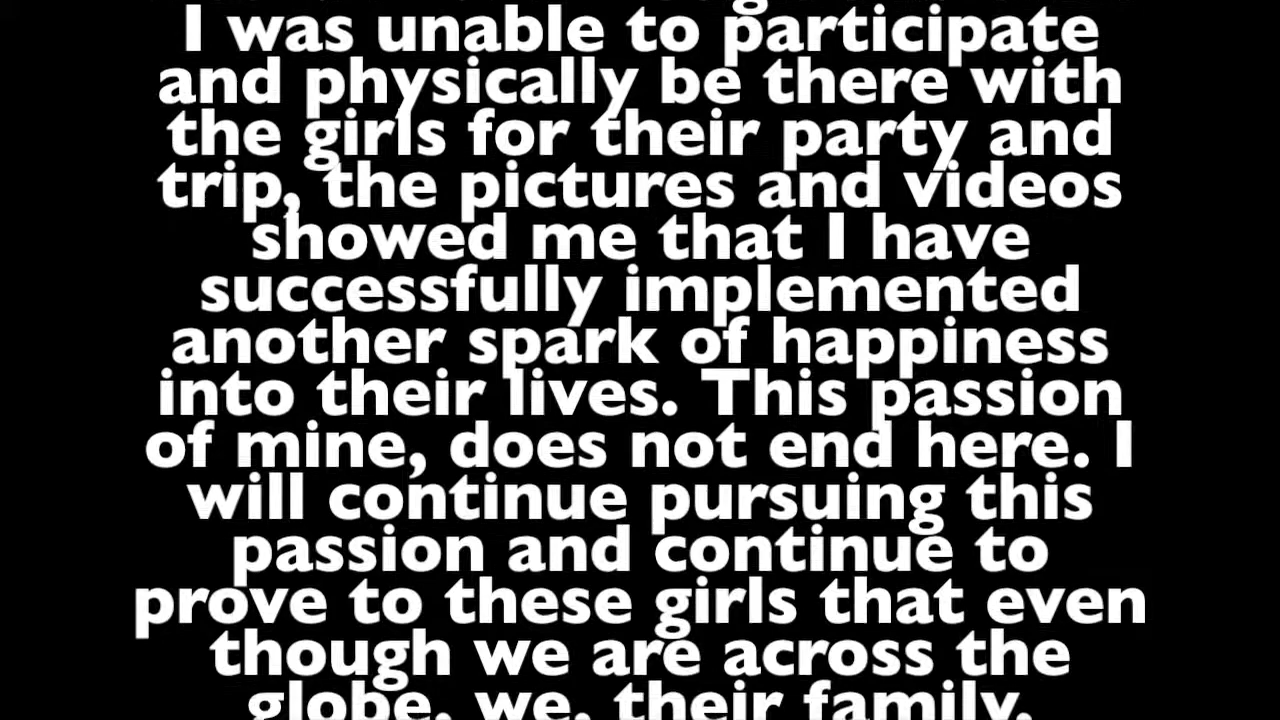 I was unable to participate
and physically be there with
the girls for their party and
trip, the pictures and videos
showed me that I have
successfully implemented
another spark of happiness
into their lives. This passion
of mine, does not end here. I
will continue pursuing this
passion and continue to
prove to these girls that even
though we are across the
globe, we, their family,